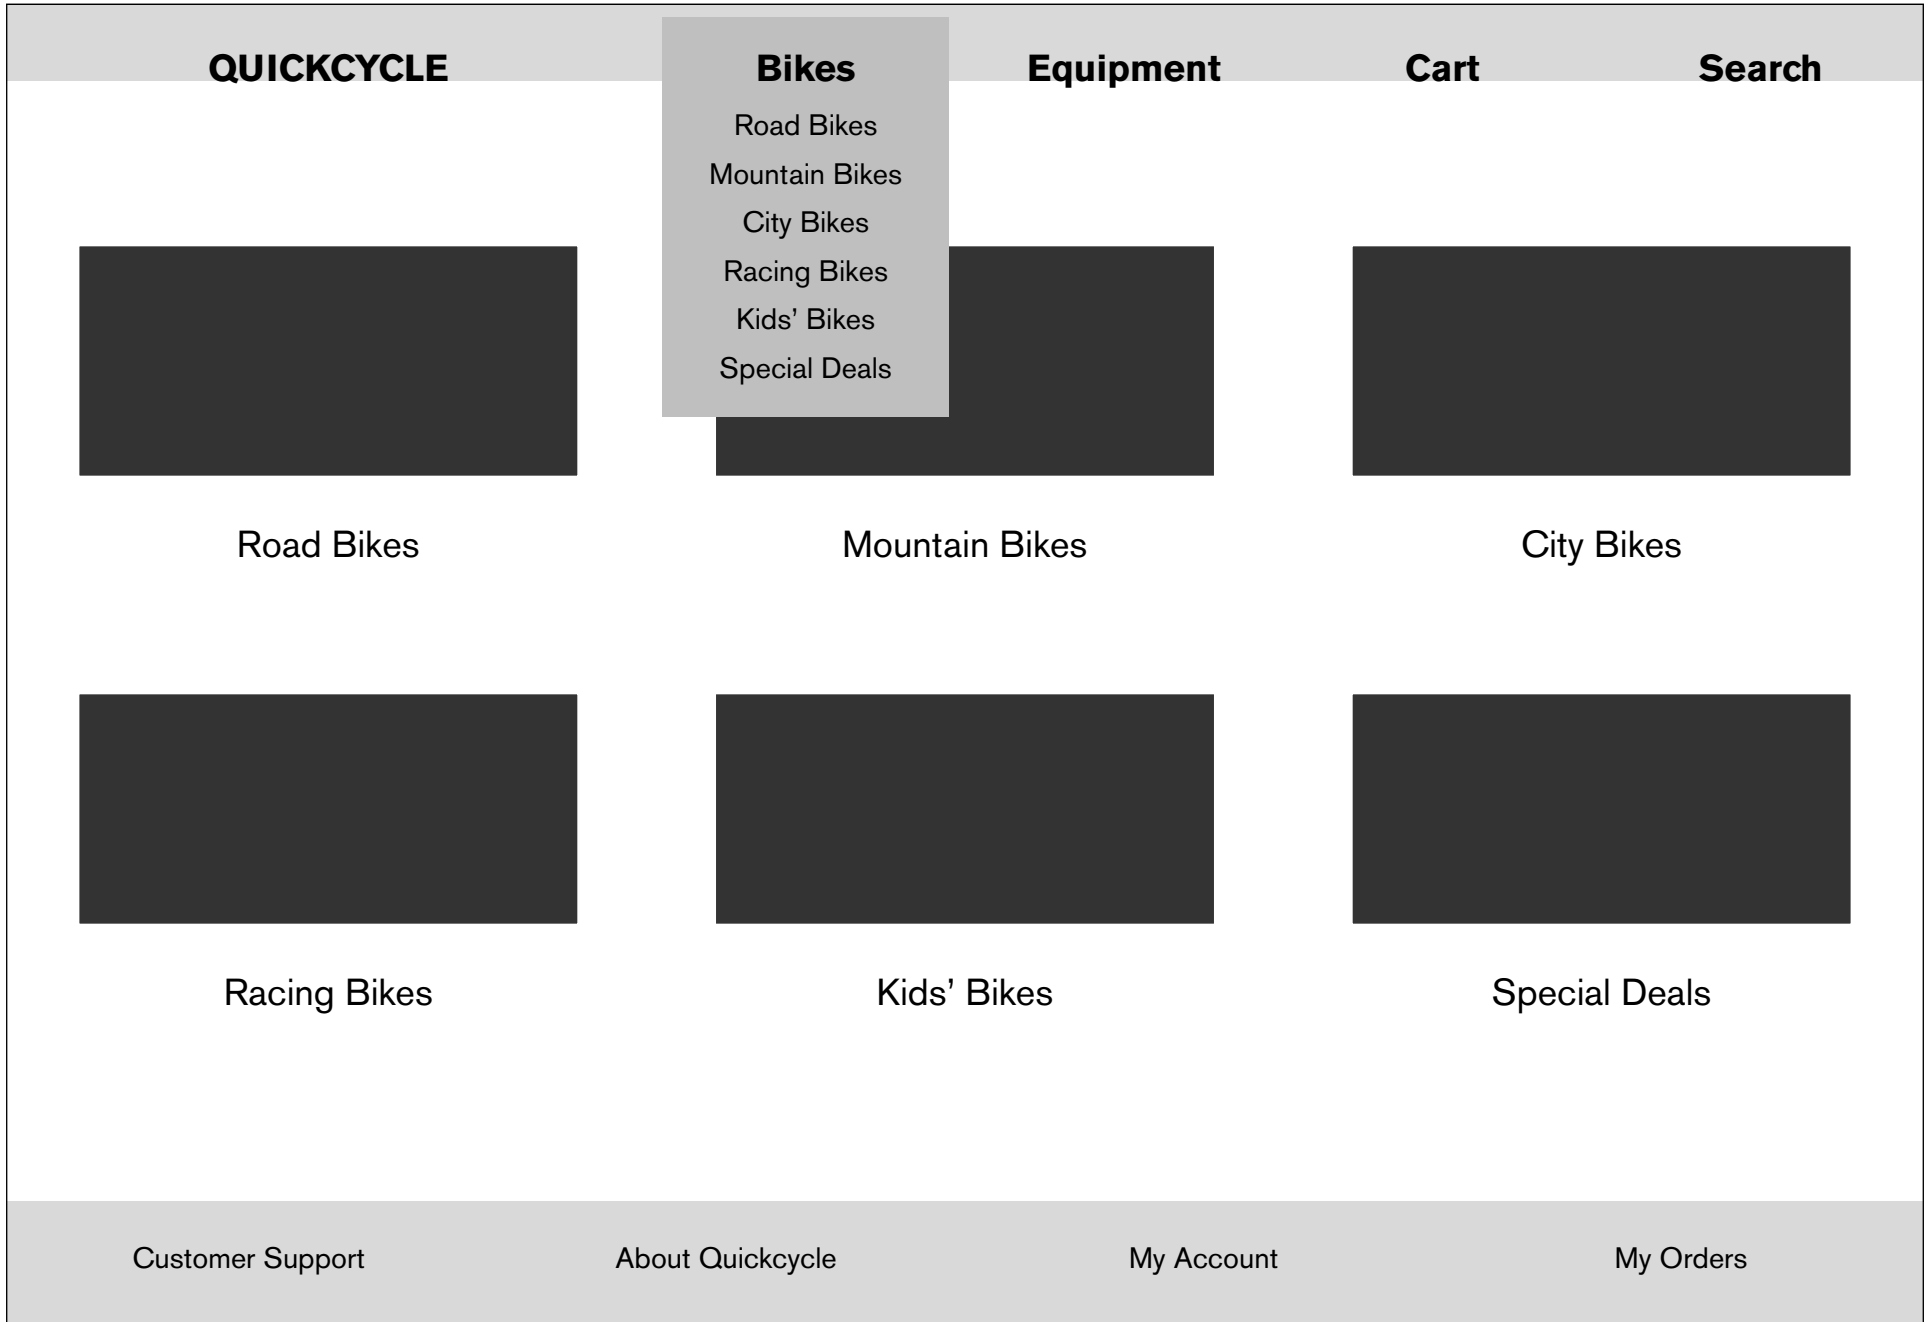 QUICKCYCLE Bikes Equipment Cart Search
Road Bikes
Mountain Bikes
City Bikes
Racing Bikes
Kids’ Bikes
Special Deals
Road Bikes Mountain Bikes City Bikes
Racing Bikes Kids’ Bikes Special Deals
Customer Support About Quickcycle My Account My Orders